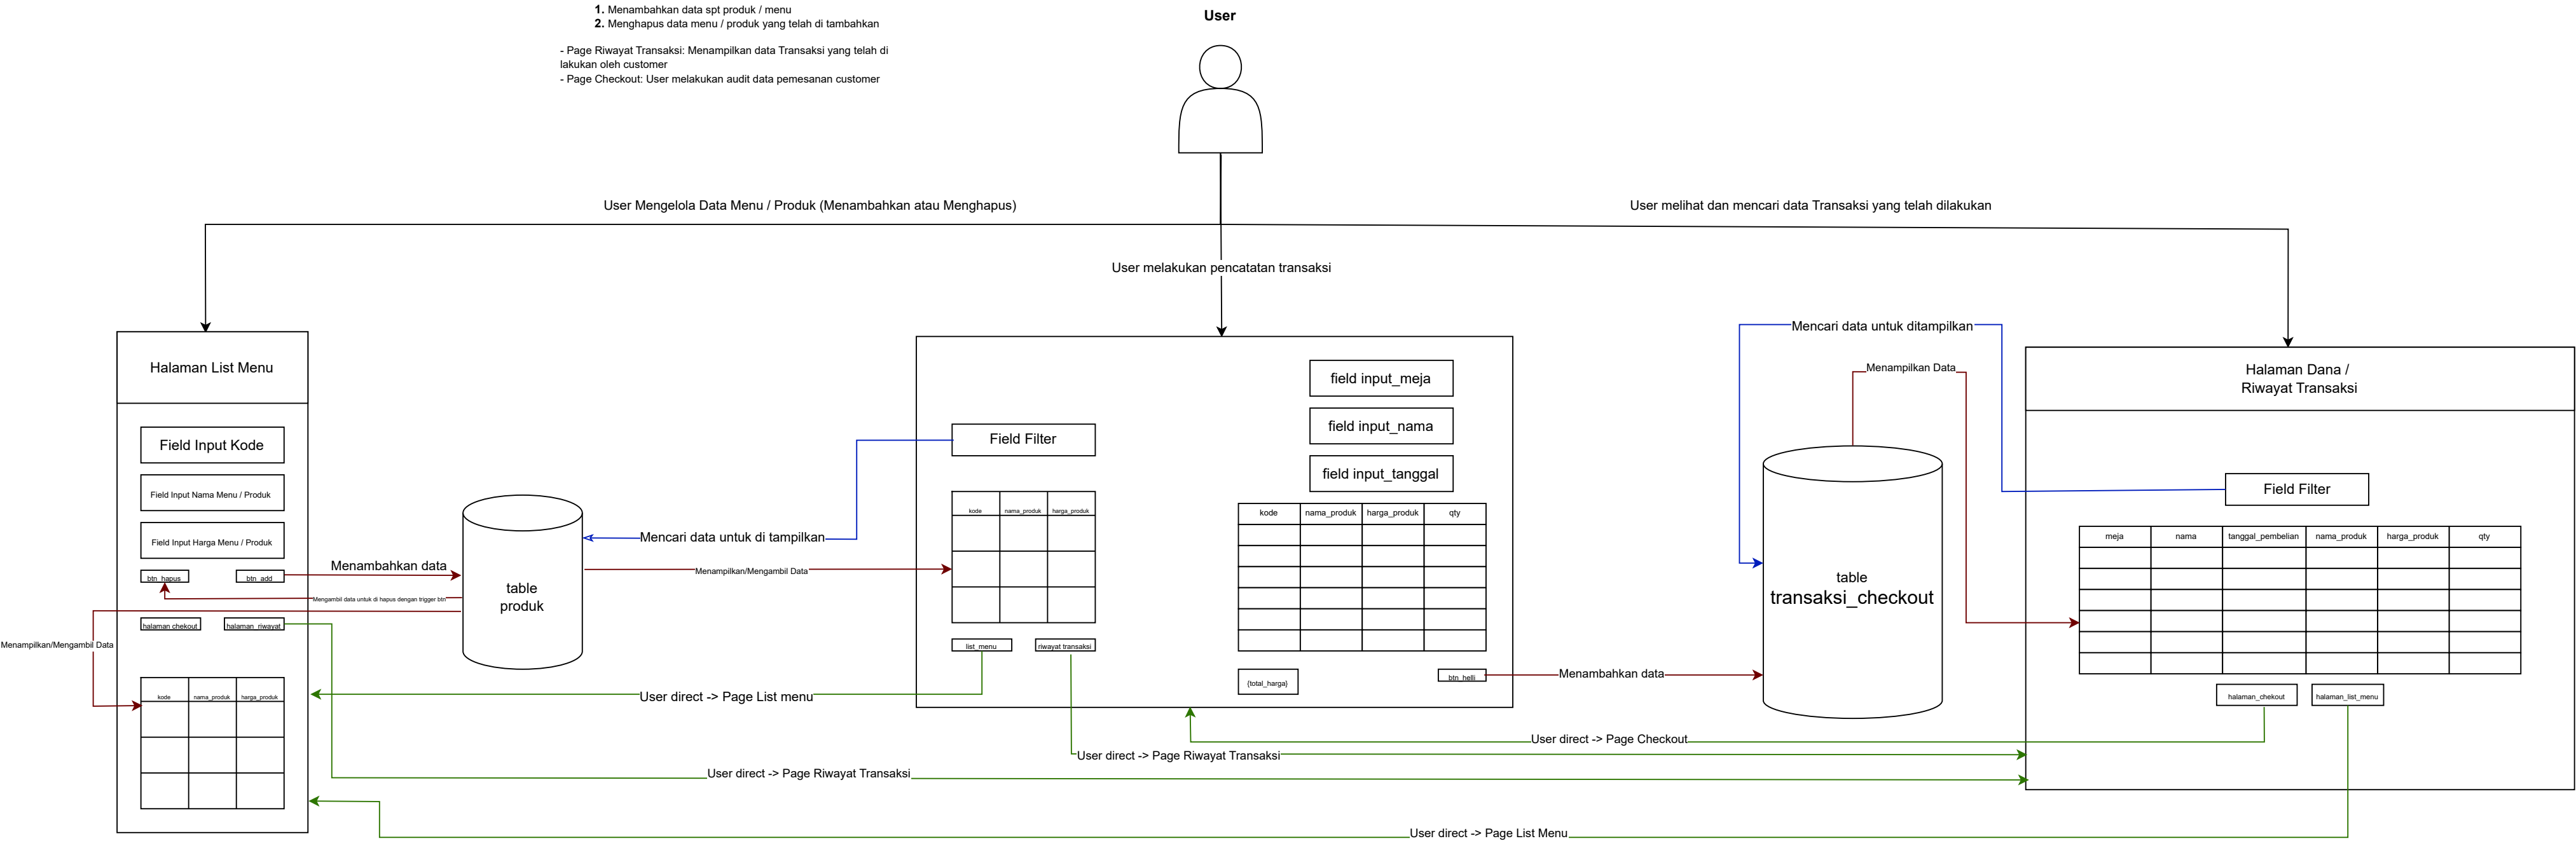 1. Menambahkan data spt produk / menu
2. Menghapus data menu / produk yang telah di tambahkan
- Page Riwayat Transaksi: Menampilkan data Transaksi yang telah di
lakukan oleh customer
- Page Checkout: User melakukan audit data pemesanan customer
User
User Mengelola Data Menu / Produk (Menambahkan atau Menghapus)
User melihat dan mencari data Transaksi yang telah dilakukan
User melakukan pencatatan transaksi
Halaman List Menu
Field Input Kode
Field Input Nama Menu / Produk
Field Input Harga Menu / Produk
btn_hapus
btn_add
halaman chekout
halaman_riwayat
kode
nama_produk
harga_produk
Menambahkan data
Mengambil data untuk di hapus dengan trigger btn
Menampilkan/Mengambil Data
table
produk
Mencari data untuk di tampilkan
Menampilkan/Mengambil Data
Field Filter
kode
nama_produk
harga_produk
list_menu
riwayat transaksi
field input_meja
field input_nama
field input_tanggal
kode
nama_produk
harga_produk
qty
{total_harga}
btn_helli
Menambahkan data
Mencari data untuk ditampilkan
Menampilkan Data
table
transaksi_checkout
Halaman Dana /
Riwayat Transaksi
Field Filter
meja
nama
tanggal_pembelian
nama_produk
harga_produk
qty
halaman_chekout
halaman_list_menu
User direct -> Page List menu
User direct -> Page Checkout
User direct -> Page Riwayat Transaksi
User direct -> Page Riwayat Transaksi
User direct -> Page List Menu